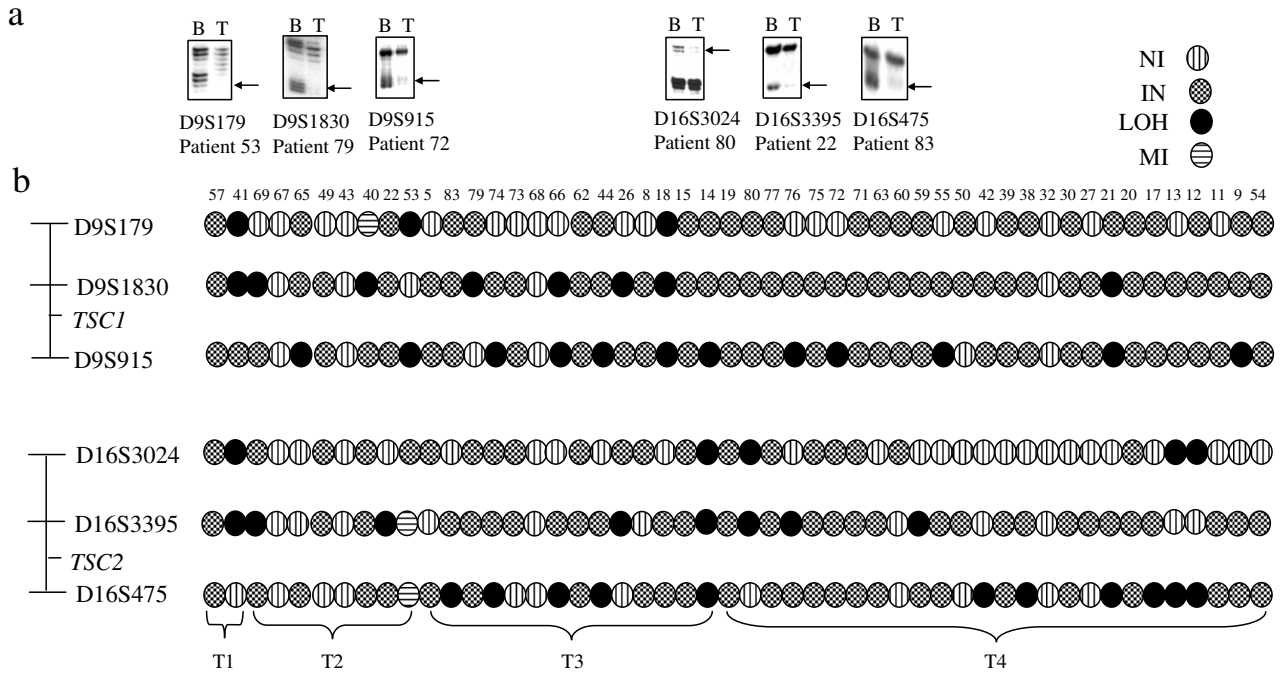 a
B T
B T
B T
B T
B T
B T
D9S179
Patient 53
D9S1830
Patient 79
D9S915
Patient 72
D16S3024
Patient 80
D16S3395
Patient 22
D16S475
Patient 83
NI
IN
LOH
MI
b
57 41 69 67 65 49 43 40 22 53 5 83 79 74 73 68 66 62 44 26 8 18 15 14 19 80 77 76 75 72 71 63 60 59 55 50 42 39 38 32 30 27 21 20 17 13 12 11 9 54
D9S179
D9S1830
TSC1
D9S915
D16S3024
D16S3395
TSC2
D16S475
T1 T2 T3 T4